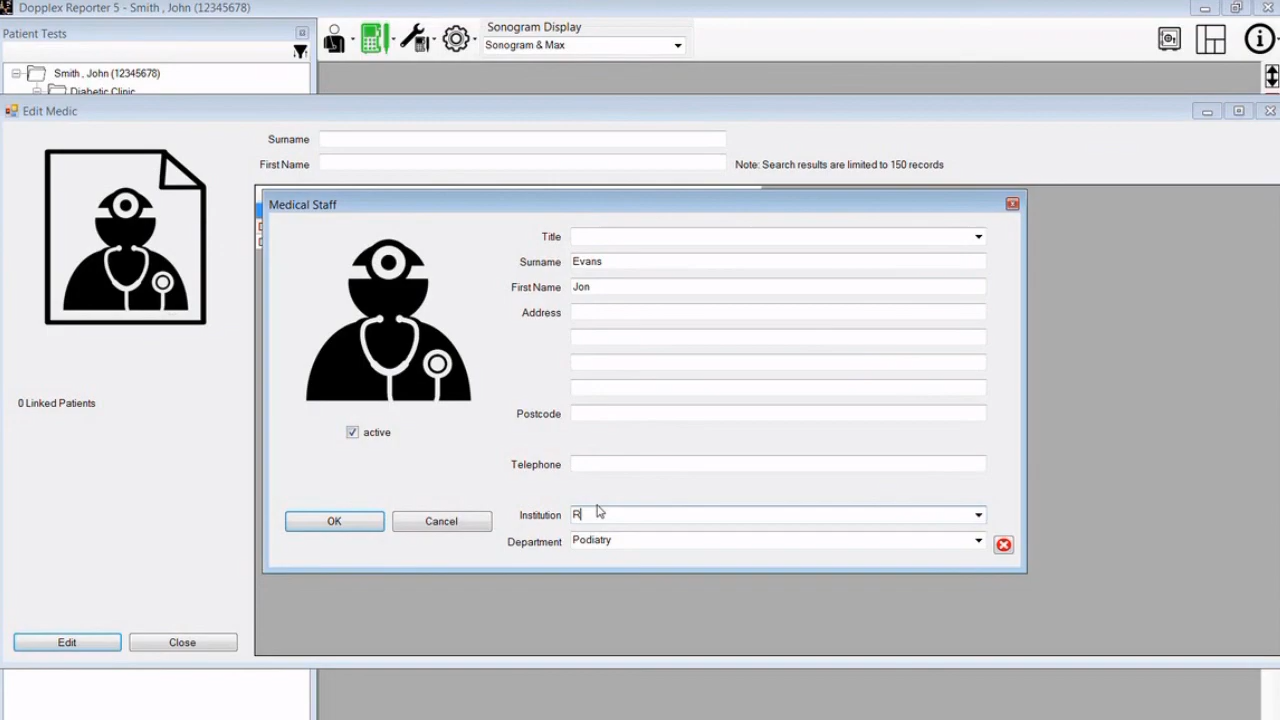 Dopplex Reporter 5 - Smith , John (12345678)
Patient Tests
Sonogram Display
Sonogram & Max
Smith , John (12345678)
Diabetic Clinic
Edit Medic
Surname
First Name
Note: Search results are limited to 150 records
Medical Staff
Title
Surname Evans
First Name Jon
Address
0 Linked Patients
Postcode
active
Telephone
OK
Cancel
Institution R
Department Podiatry
Edit
Close